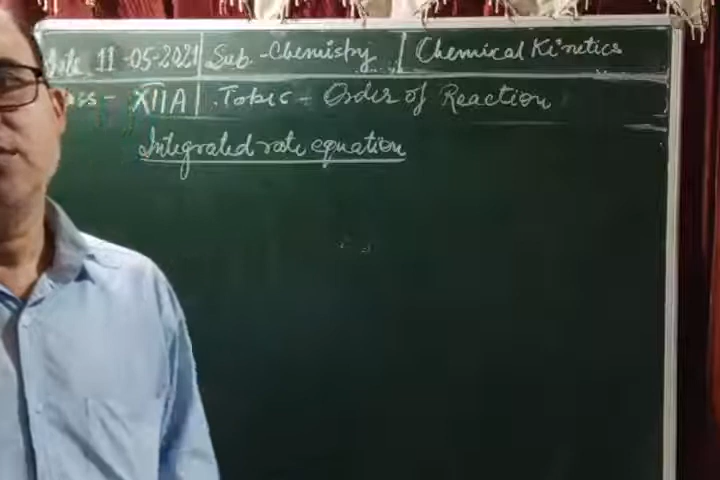 Date 11-05-2021 Sub - Chemistry Chemical Kinetics
XIIA Topic - Order of Reaction
Integrated rate equation